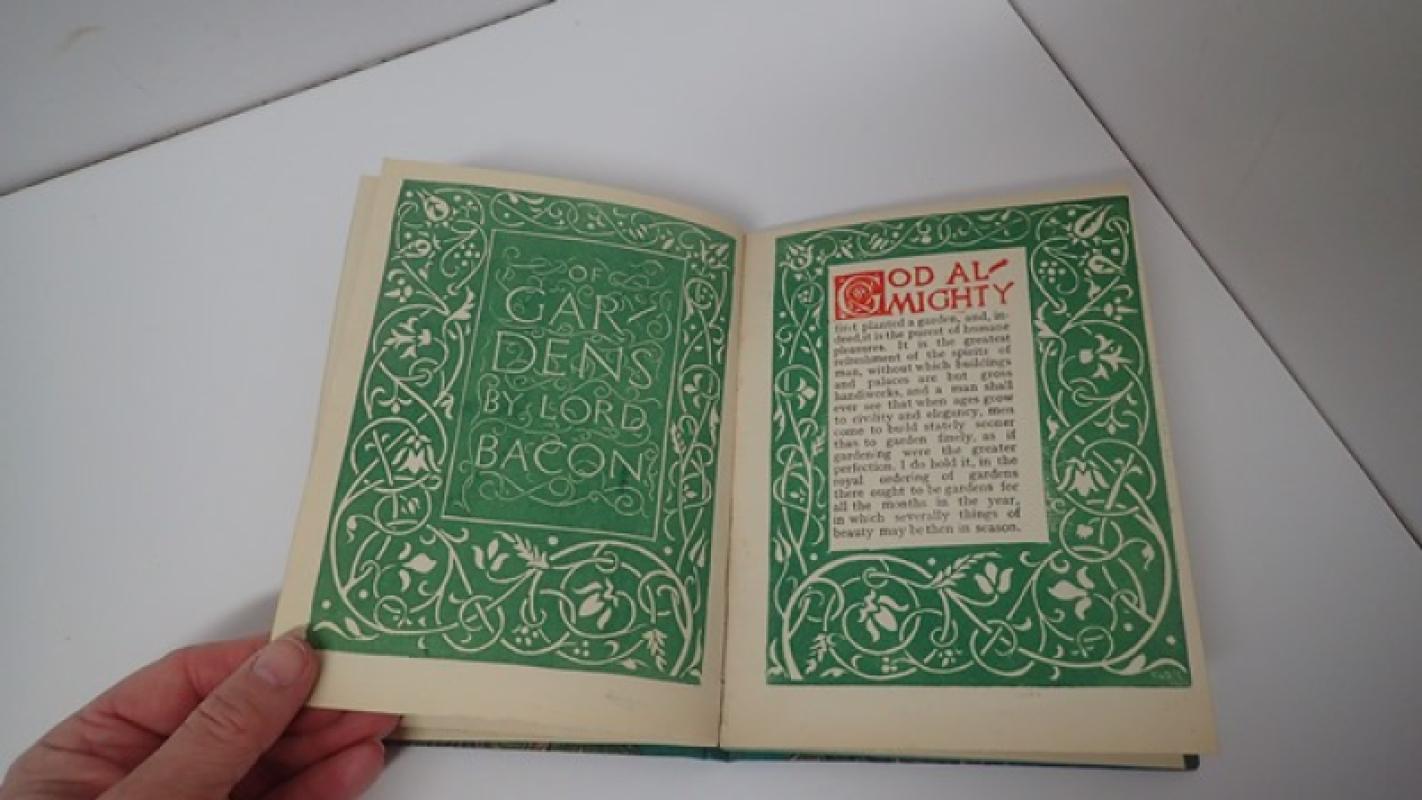 OF
GAR-
DENS
BY LORD
BACON
GOD AL-
MIGHTY
first planted a garden, and, in-
deed, it is the purest of humane
pleasures. It is the greatest
refreshment of the spirits of
man, without which buildings
and palaces are but gross
handiworks, and a man shall
ever see that when ages grow
to civility and elegancy, men
come to build stately sooner
than to garden finely, as if
gardening were the greater
perfection. I do hold it, in the
royal ordering of gardens
there ought to be gardens for
all the months in the year,
in which severally things of
beauty may be then in season.